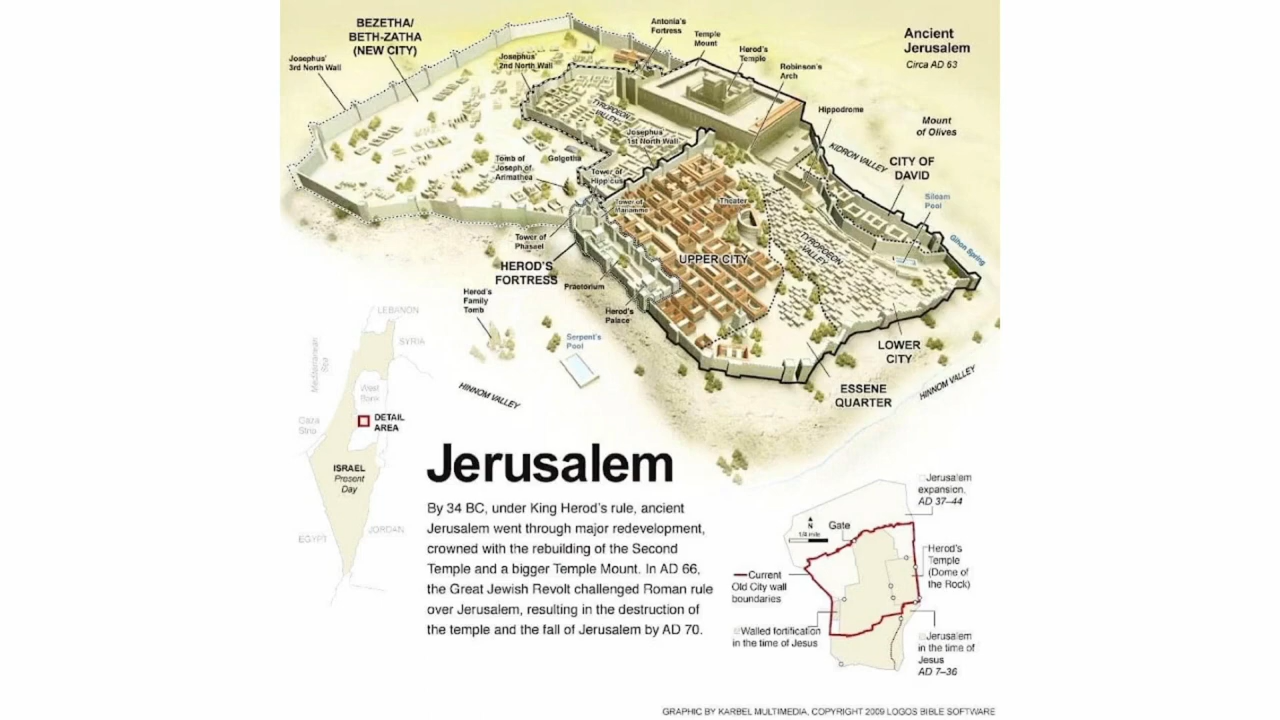 BEZETHA/
BETH-ZATHA
(NEW CITY)
Josephus'
3rd North Wall
Josephus'
2nd North Wall
Antonia's
Fortress
Temple
Mount
Herod's
Temple
Robinson's
Arch
Ancient
Jerusalem
Circa AD 63
Hippodrome
Mount
of Olives
TYROPOEON
VALLEY
Josephus'
1st North Wall
KIDRON VALLEY
CITY OF
DAVID
Tomb of
Joseph of
Arimathea
Golgotha
Tower of
Hippicus
Tower of
Mariamme
Theater
Siloam
Pool
Gihon Spring
Tower of
Phasael
TYROPOEON
VALLEY
UPPER CITY
HEROD'S
FORTRESS
Praetorium
Herod's
Family
Tomb
Herod's
Palace
Serpent's
Pool
LOWER
CITY
ESSENE
QUARTER
HINNOM VALLEY
HINNOM VALLEY
LEBANON
SYRIA
Mediterranean
Sea
West
Bank
Gaza
Strip
DETAIL
AREA
ISRAEL
Present
Day
EGYPT
JORDAN
Jerusalem
By 34 BC, under King Herod's rule, ancient
Jerusalem went through major redevelopment,
crowned with the rebuilding of the Second
Temple and a bigger Temple Mount. In AD 66,
the Great Jewish Revolt challenged Roman rule
over Jerusalem, resulting in the destruction of
the temple and the fall of Jerusalem by AD 70.
Jerusalem
expansion,
AD 37–44
N
1/4 mile
Gate
Herod's
Temple
(Dome of
the Rock)
Current
Old City wall
boundaries
Walled fortification
in the time of Jesus
Jerusalem
in the time of
Jesus
AD 7–36
GRAPHIC BY KARBEL MULTIMEDIA, COPYRIGHT 2009 LOGOS BIBLE SOFTWARE